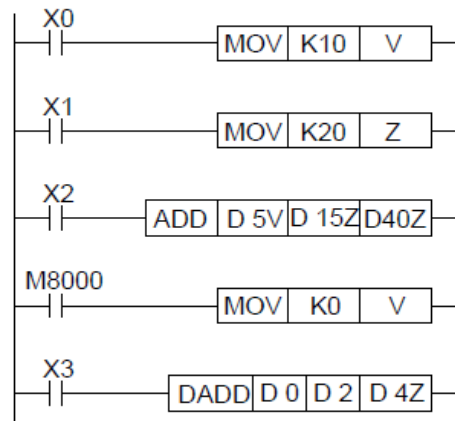 X0
MOV K10 V
X1
MOV K20 Z
X2
ADD D 5V D 15Z D40Z
M8000
MOV K0 V
X3
DADD D 0 D 2 D 4Z